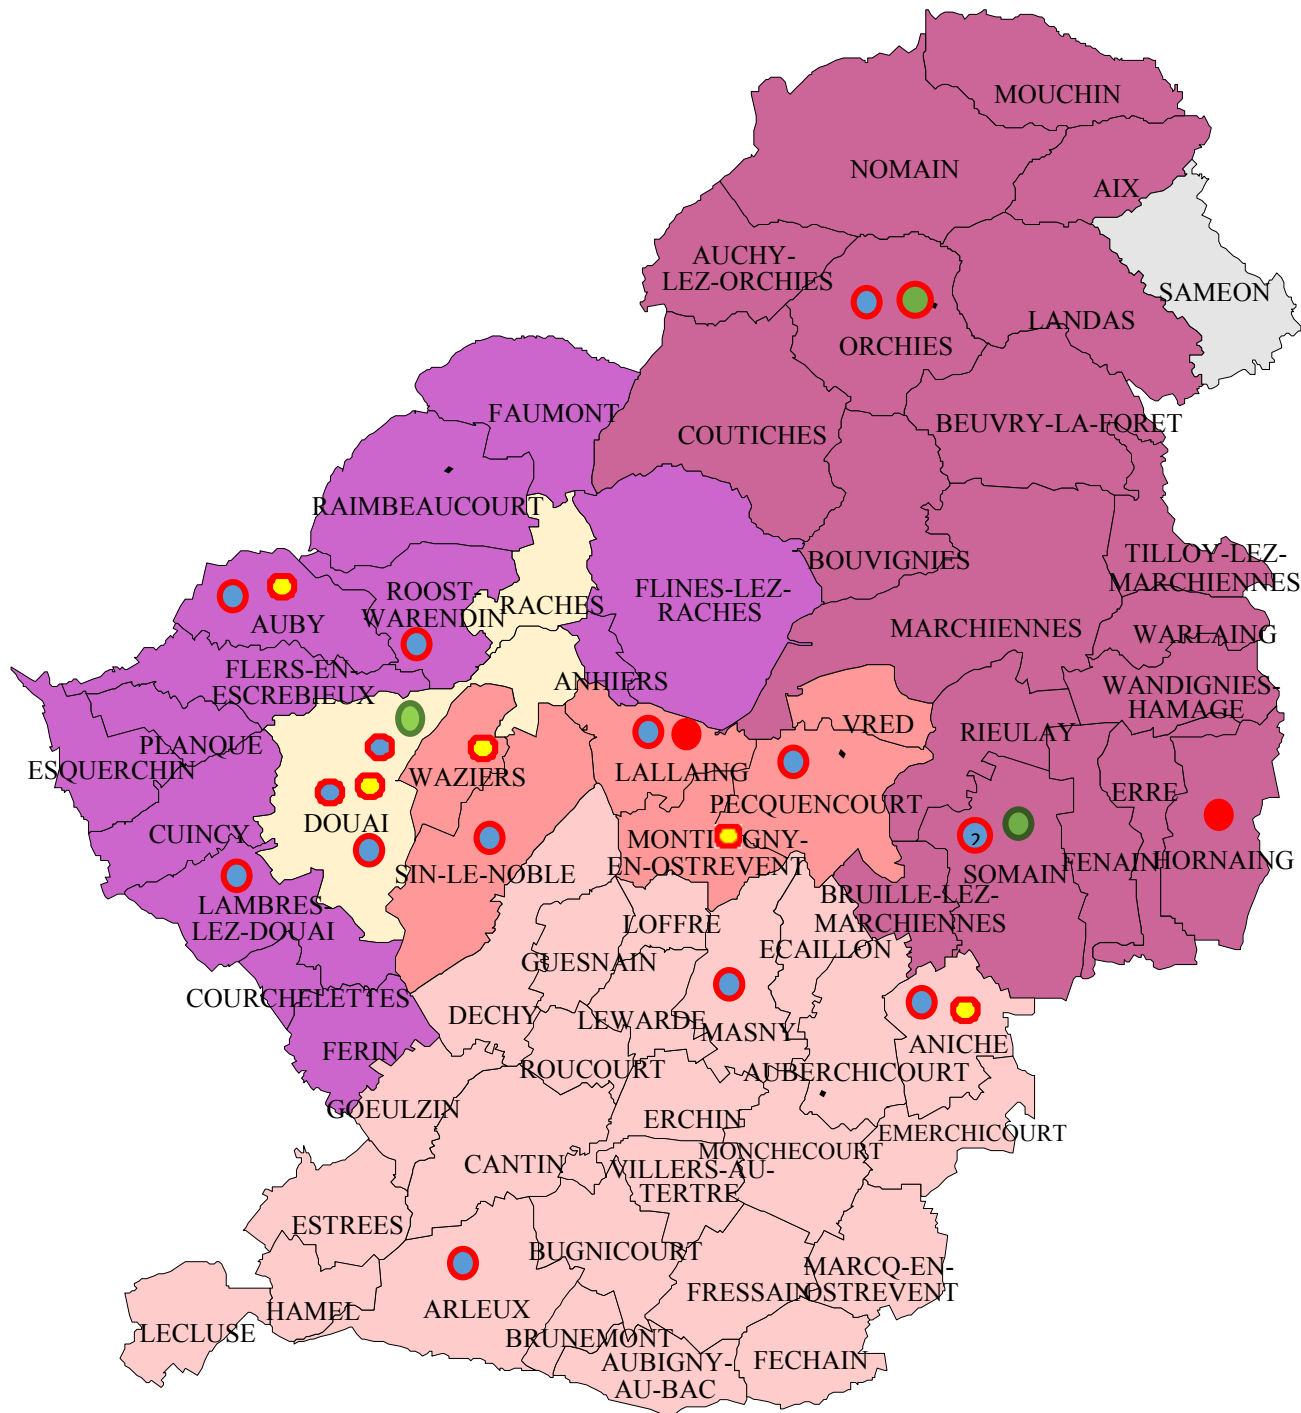 MOUCHIN
NOMAIN
AIX
AUCHY-
LEZ-ORCHIES
SAMEON
LANDAS
ORCHIES
FAUMONT
COUTICHES
BEUVRY-LA-FORET
RAIMBEAUCOURT
BOUVIGNIES
TILLOY-LEZ-
MARCHIENNES
ROOST-
WARENDIN
RACHES
FLINES-LEZ-
RACHES
AUBY
MARCHIENNES
WARLAING
FLERS-EN-
ESCREBIEUX
ANHIERS
WANDIGNIES-
HAMAGE
VRED
RIEULAY
PLANQUE
ESQUERCHIN
WAZIERS
LALLAING
PECQUENCOURT
ERRE
CUINCY
DOUAI
MONTIGNY-
EN-OSTREVENT
2
SIN-LE-NOBLE
SOMAIN
FENAIN
HORNAING
LAMBRES-
LEZ-DOUAI
BRUILLE-LEZ-
MARCHIENNES
LOFFRE
ECAILLON
GUESNAIN
COURCHELETTES
DECHY
LEWARDE
MASNY
ANICHE
FERIN
ROUCOURT
AUBERCHICOURT
GOEULZIN
ERCHIN
EMERCHICOURT
MONCHECOURT
CANTIN
VILLERS-AU-
TERTRE
ESTREES
BUGNICOURT
MARCQ-EN-
OSTREVENT
FRESSAIN
HAMEL
ARLEUX
LECLUSE
BRUNEMONT
AUBIGNY-
AU-BAC
FECHAIN